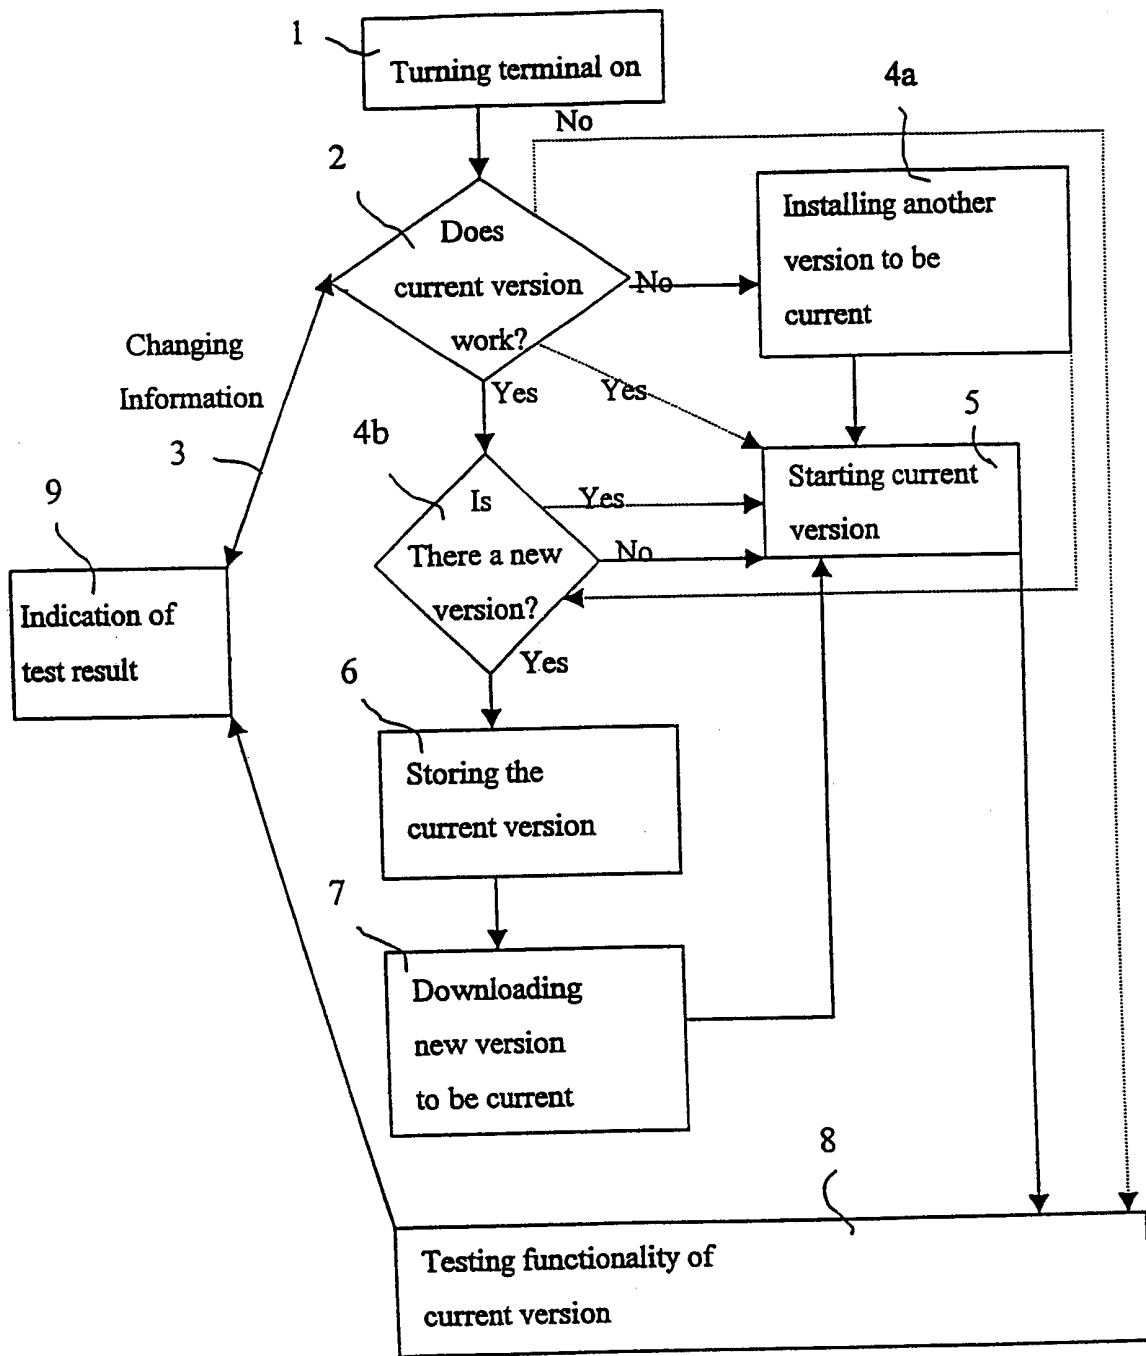 1
Turning terminal on
No
4a
2
Does
current version
work?
No
Installing another
version to be
current
Changing
Information
3
Yes
Yes
4b
5
Is
There a new
version?
Yes
No
Starting current
version
9
Indication of
test result
Yes
6
Storing the
current version
7
Downloading
new version
to be current
8
Testing functionality of
current version